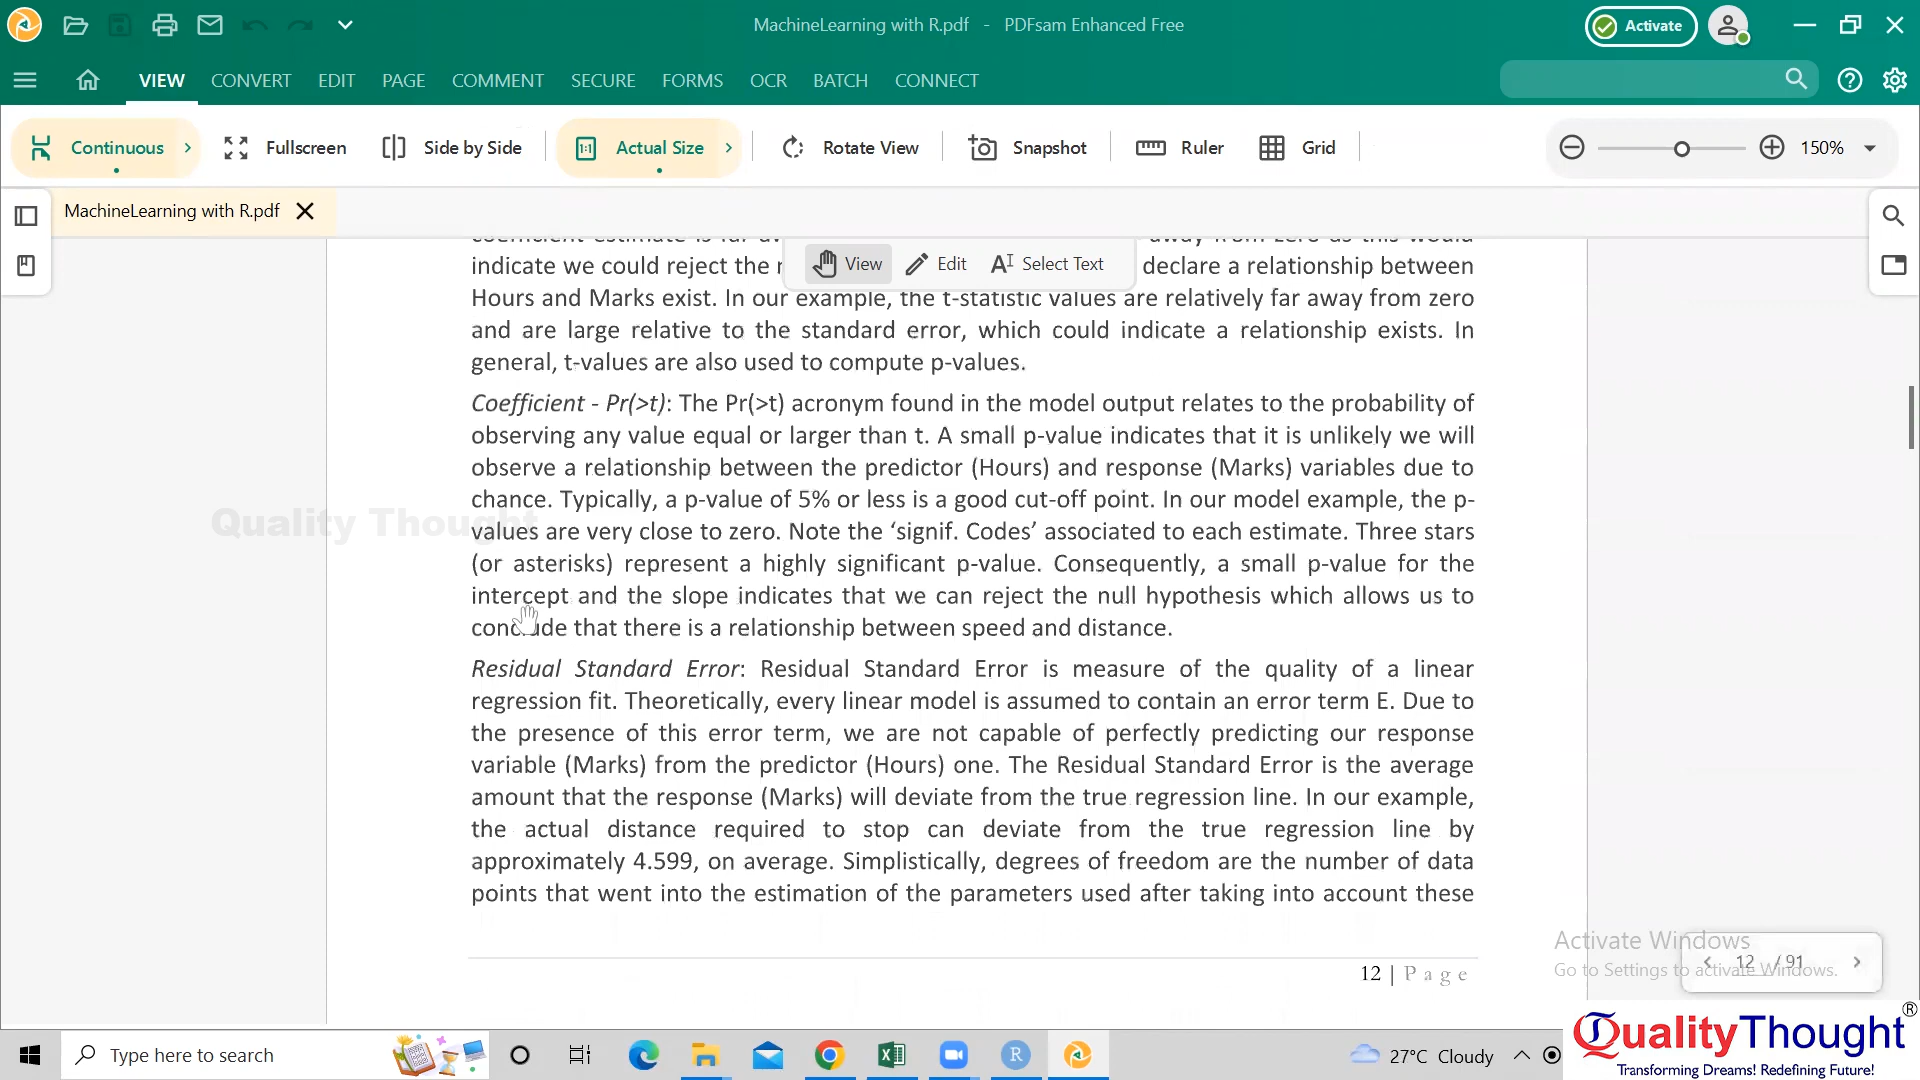 MachineLearning with R.pdf - PDFsam Enhanced Free
Activate
VIEW CONVERT EDIT PAGE COMMENT SECURE FORMS OCR BATCH CONNECT
Continuous Fullscreen Side by Side Actual Size Rotate View Snapshot Ruler Grid 150%
MachineLearning with R.pdf
View Edit Select Text
indicate we could reject the declare a relationship between
Hours and Marks exist. In our example, the t-statistic values are relatively far away from zero
and are large relative to the standard error, which could indicate a relationship exists. In
general, t-values are also used to compute p-values.
Coefficient - Pr(>t): The Pr(>t) acronym found in the model output relates to the probability of
observing any value equal or larger than t. A small p-value indicates that it is unlikely we will
observe a relationship between the predictor (Hours) and response (Marks) variables due to
chance. Typically, a p-value of 5% or less is a good cut-off point. In our model example, the p-
values are very close to zero. Note the ‘signif. Codes’ associated to each estimate. Three stars
(or asterisks) represent a highly significant p-value. Consequently, a small p-value for the
intercept and the slope indicates that we can reject the null hypothesis which allows us to
conclude that there is a relationship between speed and distance.
Residual Standard Error: Residual Standard Error is measure of the quality of a linear
regression fit. Theoretically, every linear model is assumed to contain an error term E. Due to
the presence of this error term, we are not capable of perfectly predicting our response
variable (Marks) from the predictor (Hours) one. The Residual Standard Error is the average
amount that the response (Marks) will deviate from the true regression line. In our example,
the actual distance required to stop can deviate from the true regression line by
approximately 4.599, on average. Simplistically, degrees of freedom are the number of data
points that went into the estimation of the parameters used after taking into account these
Quality Thought
12 | Page
Activate Windows
Go to Settings to activate Windows.
12 / 91
Type here to search
27°C Cloudy
QualityThought®
Transforming Dreams! Redefining Future!